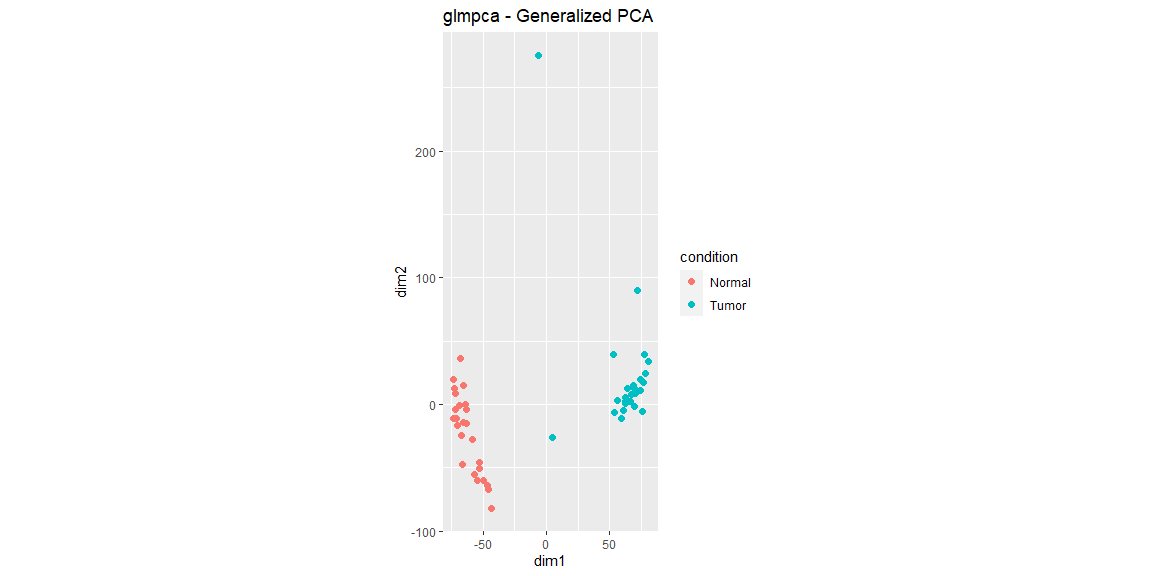 glmpca - Generalized PCA
200
100
0
-100
dim2
-50
0
50
dim1
condition
Normal
Tumor